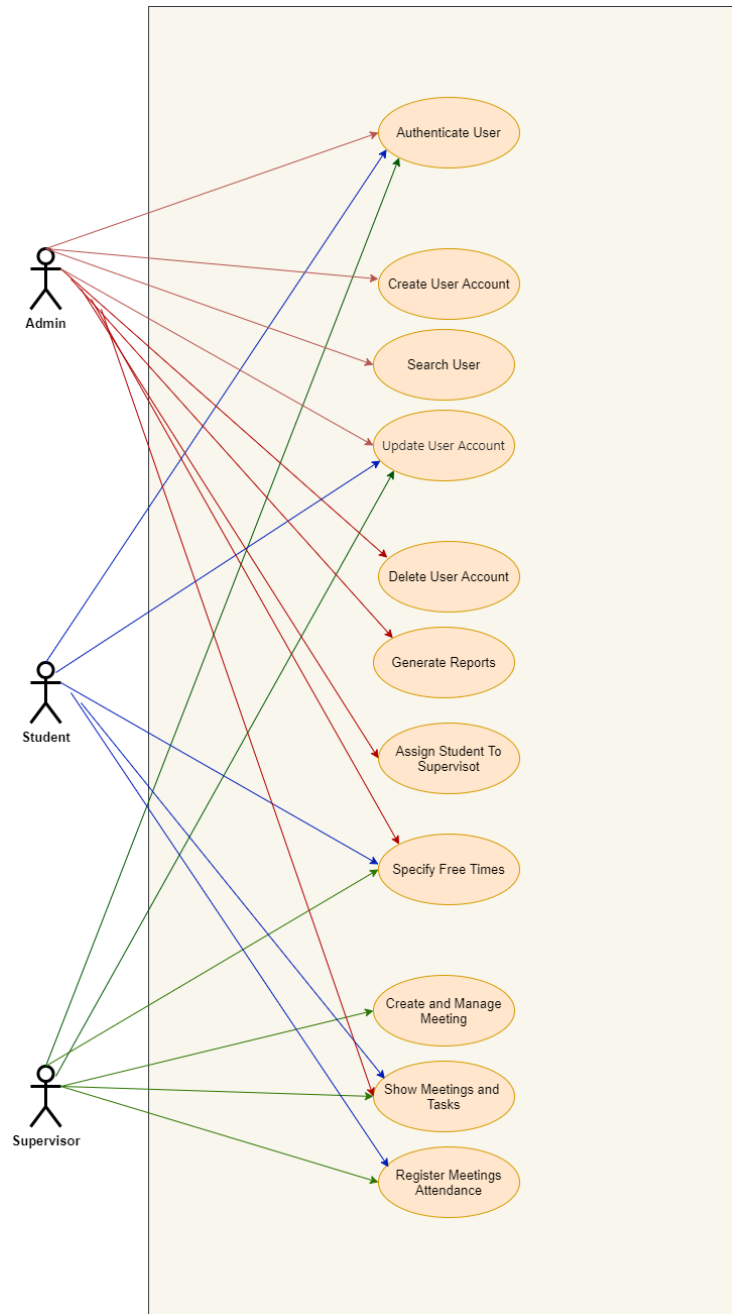 Authenticate User
Create User Account
Admin
Search User
Update User Account
Delete User Account
Generate Reports
Student
Assign Student To
Supervisot
Specify Free Times
Create and Manage
Meeting
Show Meetings and
Tasks
Supervisor
Register Meetings
Attendance